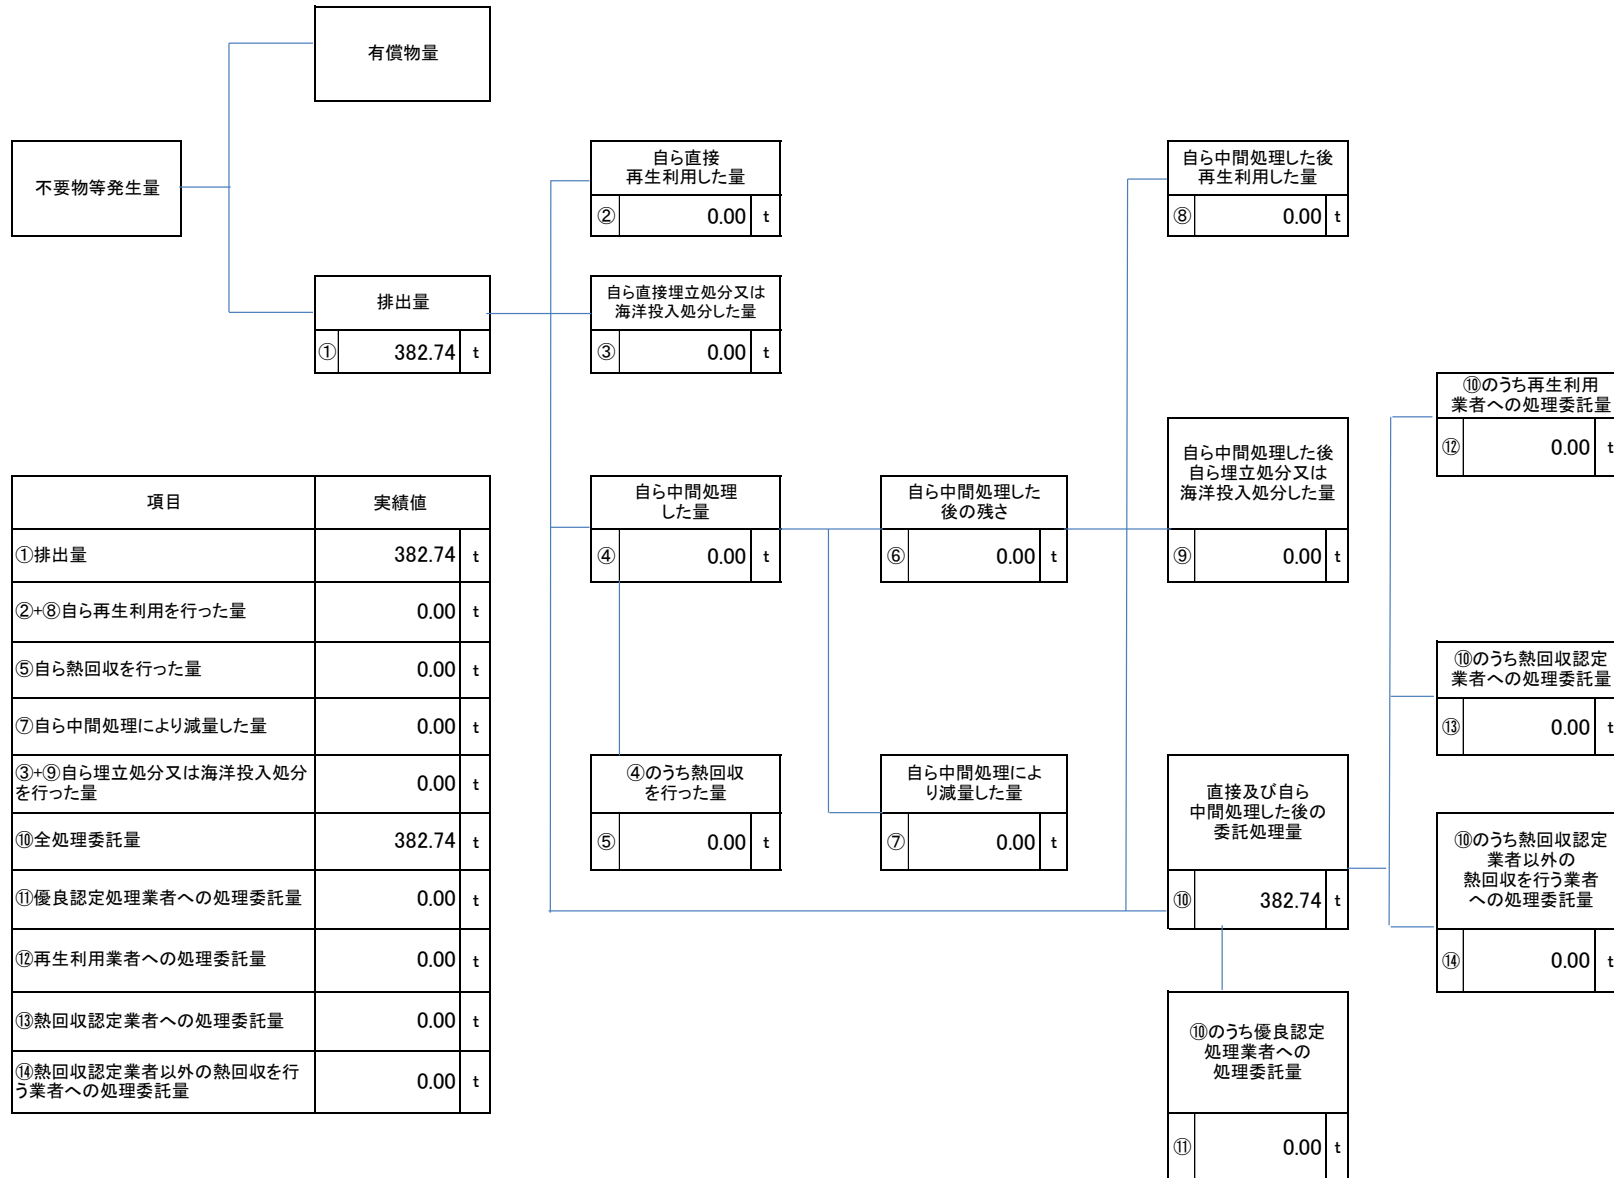 有償物量
不要物等発生量
排出量
① 382.74 t
自ら直接
再生利用した量
② 0.00 t
自ら直接埋立処分又は
海洋投入処分した量
③ 0.00 t
自ら中間処理
した量
④ 0.00 t
④のうち熱回収
を行った量
⑤ 0.00 t
自ら中間処理した
後の残さ
⑥ 0.00 t
自ら中間処理によ
り減量した量
⑦ 0.00 t
自ら中間処理した後
再生利用した量
⑧ 0.00 t
自ら中間処理した後
自ら埋立処分又は
海洋投入処分した量
⑨ 0.00 t
直接及び自ら
中間処理した後の
委託処理量
⑩ 382.74 t
⑩のうち優良認定
処理業者への
処理委託量
⑪ 0.00 t
⑩のうち再生利用
業者への処理委託量
⑫ 0.00 t
⑩のうち熱回収認定
業者への処理委託量
⑬ 0.00 t
⑩のうち熱回収認定
業者以外の
熱回収を行う業者
への処理委託量
⑭ 0.00 t
項目 実績値
①排出量 382.74 t
②+⑧自ら再生利用を行った量 0.00 t
⑤自ら熱回収を行った量 0.00 t
⑦自ら中間処理により減量した量 0.00 t
③+⑨自ら埋立処分又は海洋投入処分
を行った量 0.00 t
⑩全処理委託量 382.74 t
⑪優良認定処理業者への処理委託量 0.00 t
⑫再生利用業者への処理委託量 0.00 t
⑬熱回収認定業者への処理委託量 0.00 t
⑭熱回収認定業者以外の熱回収を行
う業者への処理委託量 0.00 t